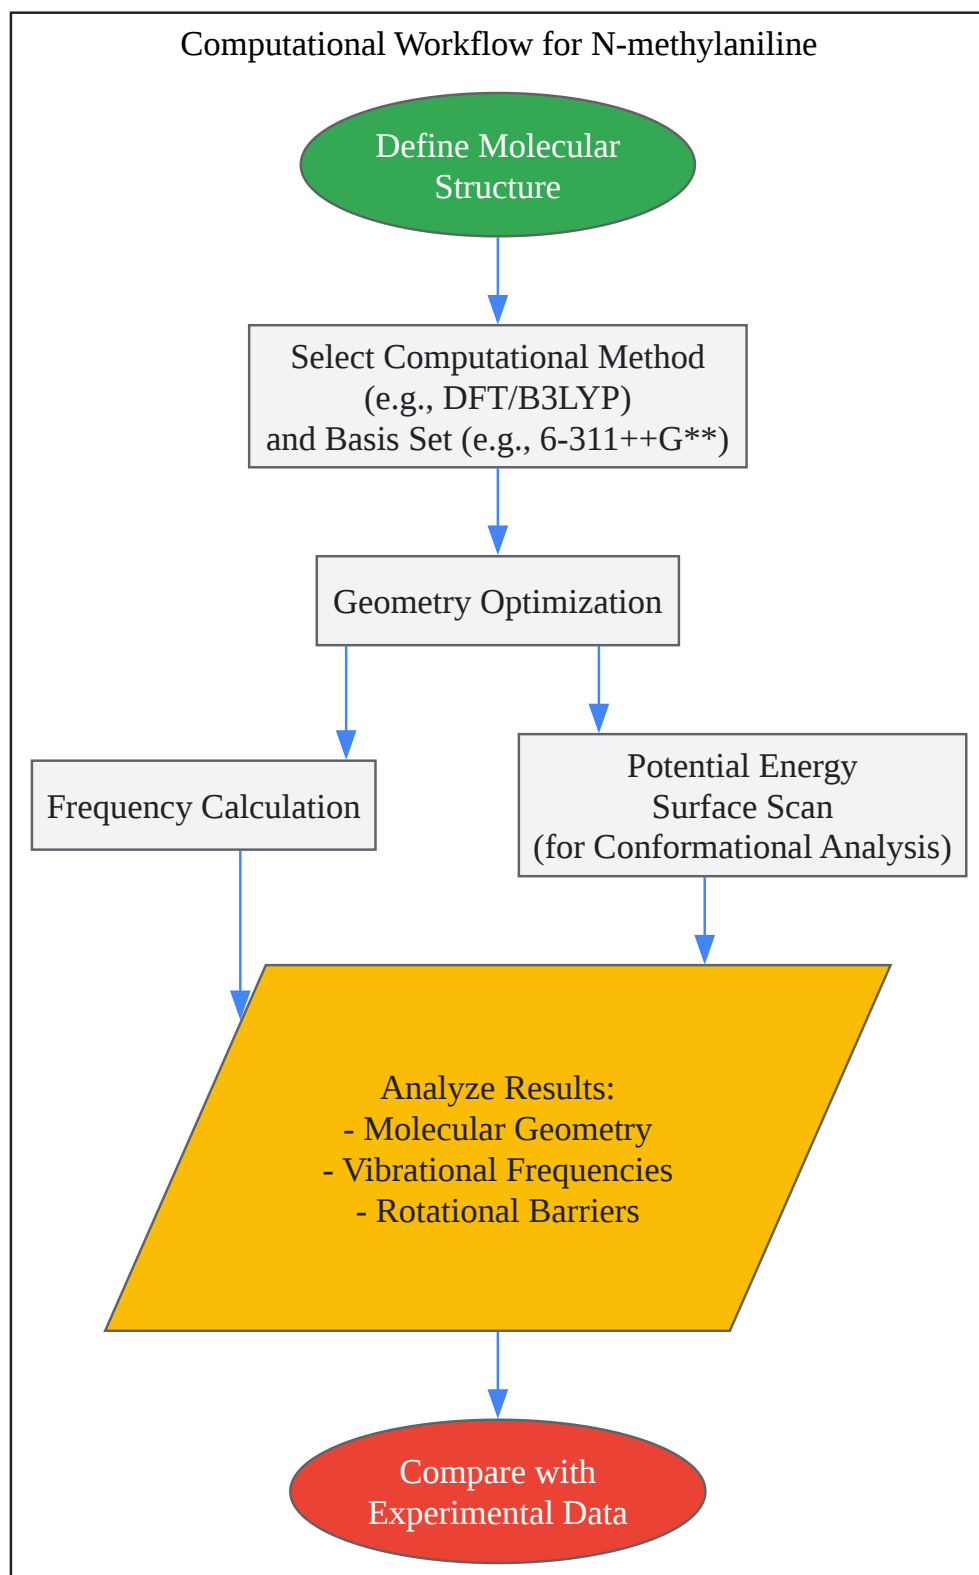 Computational Workflow for N-methylaniline
Define Molecular
Structure
Select Computational Method
(e.g., DFT/B3LYP)
and Basis Set (e.g., 6-311++G**)
Geometry Optimization
Frequency Calculation
Potential Energy
Surface Scan
(for Conformational Analysis)
Analyze Results:
- Molecular Geometry
- Vibrational Frequencies
- Rotational Barriers
Compare with
Experimental Data